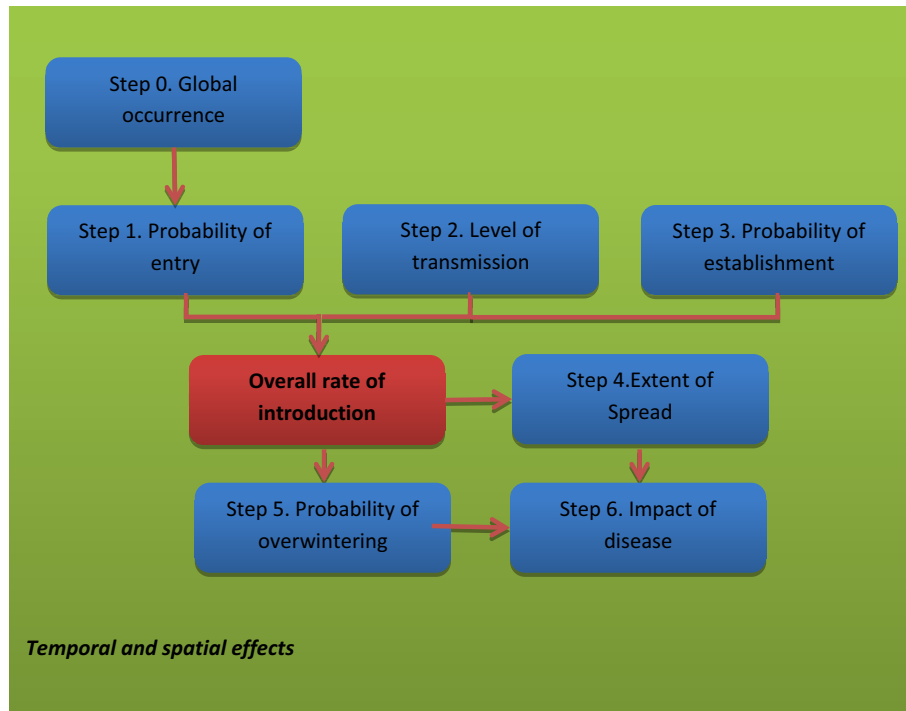 Step 0. Global
occurrence
Step 1. Probability of
entry
Step 2. Level of
transmission
Step 3. Probability of
establishment
Overall rate of
introduction
Step 4.Extent of
Spread
Step 5. Probability of
overwintering
Step 6. Impact of
disease
Temporal and spatial effects